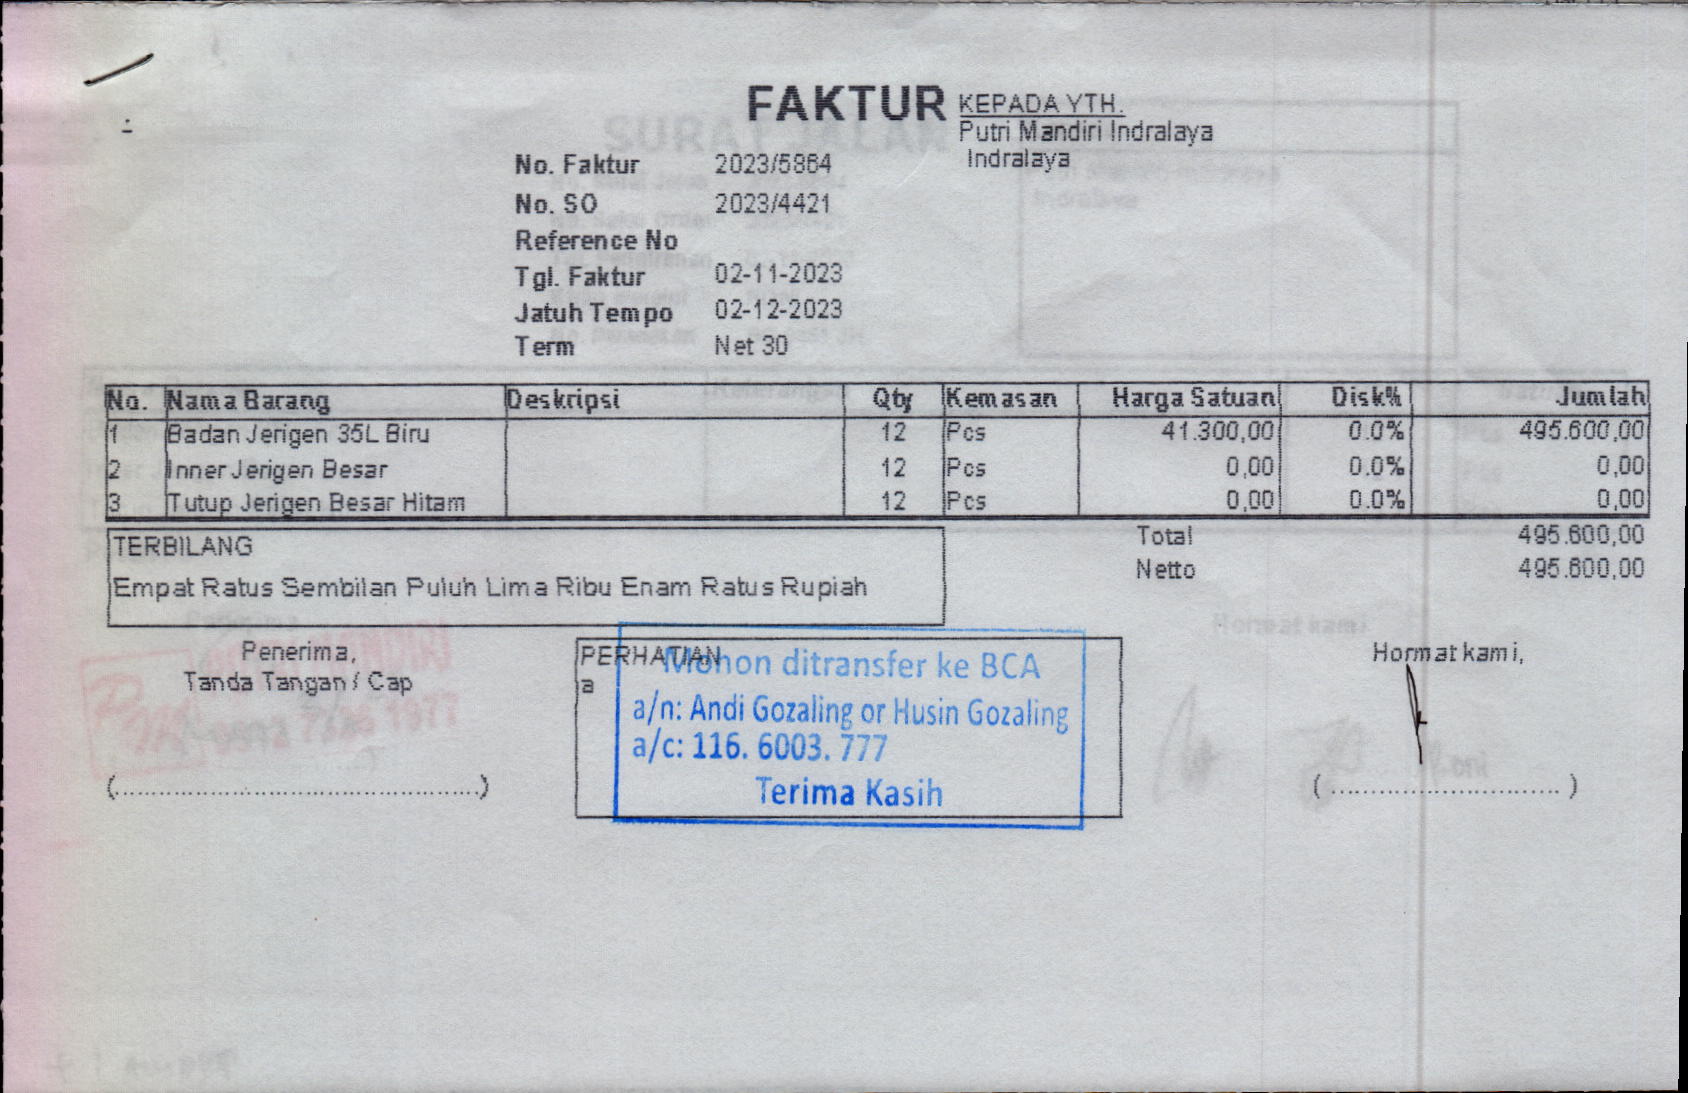 FAKTUR
KEPADA YTH.
Putri Mandiri Indralaya
Indralaya
No. Faktur 2023/5864
No. SO 2023/4421
Reference No
Tgl. Faktur 02-11-2023
Jatuh Tempo 02-12-2023
Term Net 30
No. Nama Barang Deskripsi Qty Kemasan Harga Satuan Disk% Jumlah
1 Badan Jerigen 35L Biru 12 Pcs 41.300,00 0.0% 495.600,00
2 Inner Jerigen Besar 12 Pcs 0,00 0.0% 0,00
3 Tutup Jerigen Besar Hitam 12 Pcs 0,00 0.0% 0,00
Total 495.600,00
Netto 495.600,00
TERBILANG
Empat Ratus Sembilan Puluh Lima Ribu Enam Ratus Rupiah
Penerima,
Tanda Tangan / Cap
(................................................)
PERHATIAN
a
Mohon ditransfer ke BCA
a/n: Andi Gozaling or Husin Gozaling
a/c: 116. 6003. 777
Terima Kasih
Hormat kami,
( .............................. )
SURAT JALAN
Hormat kami